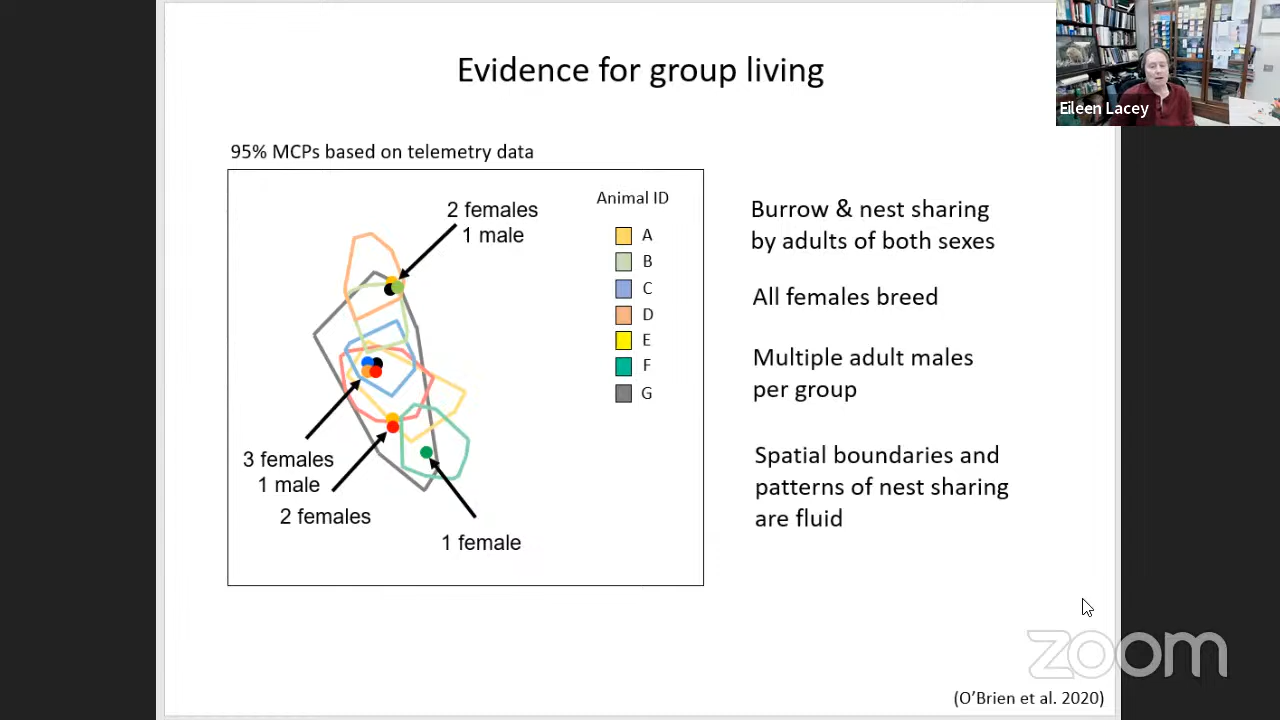 Evidence for group living
Eileen Lacey
95% MCPs based on telemetry data
2 females
1 male
Animal ID
A
B
C
D
E
F
G
3 females
1 male
2 females
1 female
Burrow & nest sharing
by adults of both sexes
All females breed
Multiple adult males
per group
Spatial boundaries and
patterns of nest sharing
are fluid
zoom
(O'Brien et al. 2020)